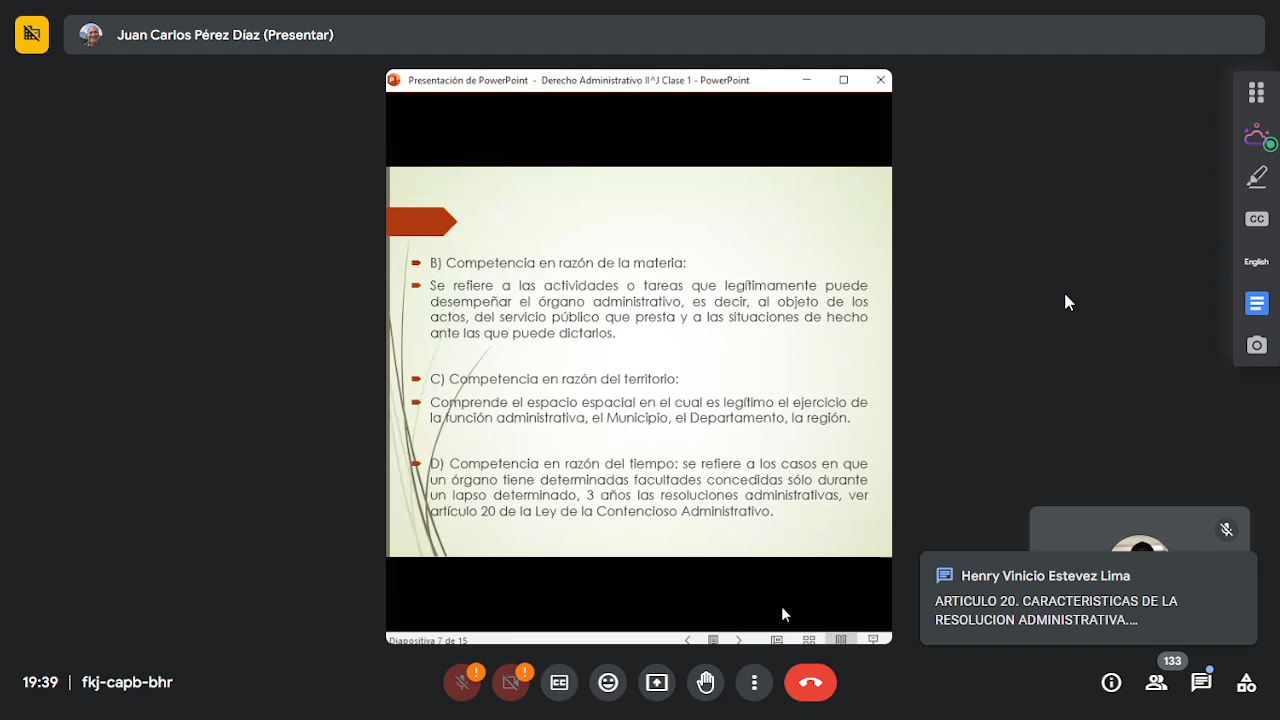 Juan Carlos Pérez Díaz (Presentar)
Presentación de PowerPoint - Derecho Administrativo II^J Clase 1 - PowerPoint
B) Competencia en razón de la materia:
Se refiere a las actividades o tareas que legítimamente puede
desempeñar el órgano administrativo, es decir, al objeto de los
actos, del servicio público que presta y a las situaciones de hecho
ante las que puede dictarlos.
C) Competencia en razón del territorio:
Comprende el espacio espacial en el cual es legítimo el ejercicio de
la función administrativa, el Municipio, el Departamento, la región.
D) Competencia en razón del tiempo: se refiere a los casos en que
un órgano tiene determinadas facultades concedidas sólo durante
un lapso determinado, 3 años las resoluciones administrativas, ver
artículo 20 de la Ley de la Contencioso Administrativo.
Diapositiva 7 de 15
CC
English
Henry Vinicio Estevez Lima
ARTICULO 20. CARACTERISTICAS DE LA
RESOLUCION ADMINISTRATIVA....
19:39 | fkj-capb-bhr
133